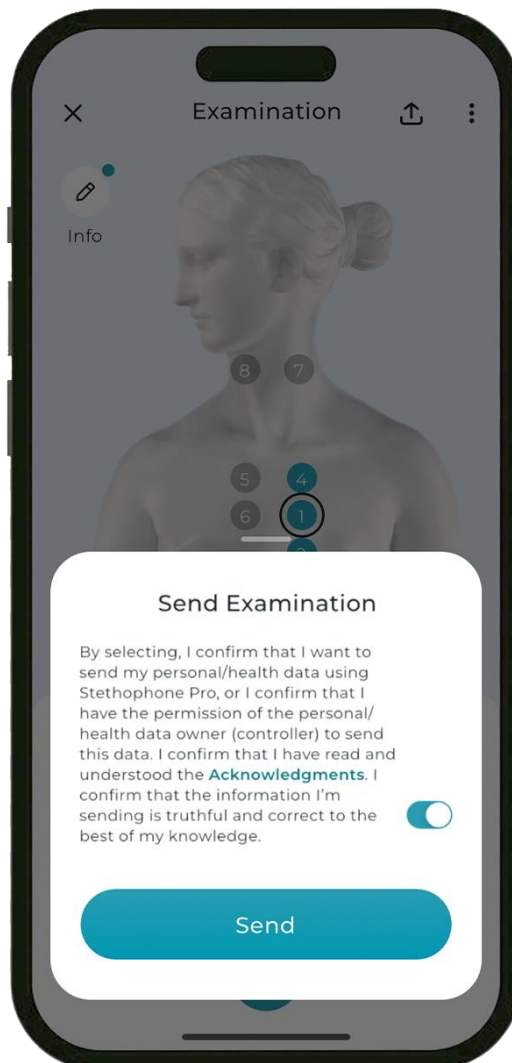 Examination
Info
8 7
5 4
6 1
Send Examination
By selecting, I confirm that I want to
send my personal/health data using
Stethophone Pro, or I confirm that I
have the permission of the personal/
health data owner (controller) to send
this data. I confirm that I have read and
understood the Acknowledgments. I
confirm that the information I'm
sending is truthful and correct to the
best of my knowledge.
Send